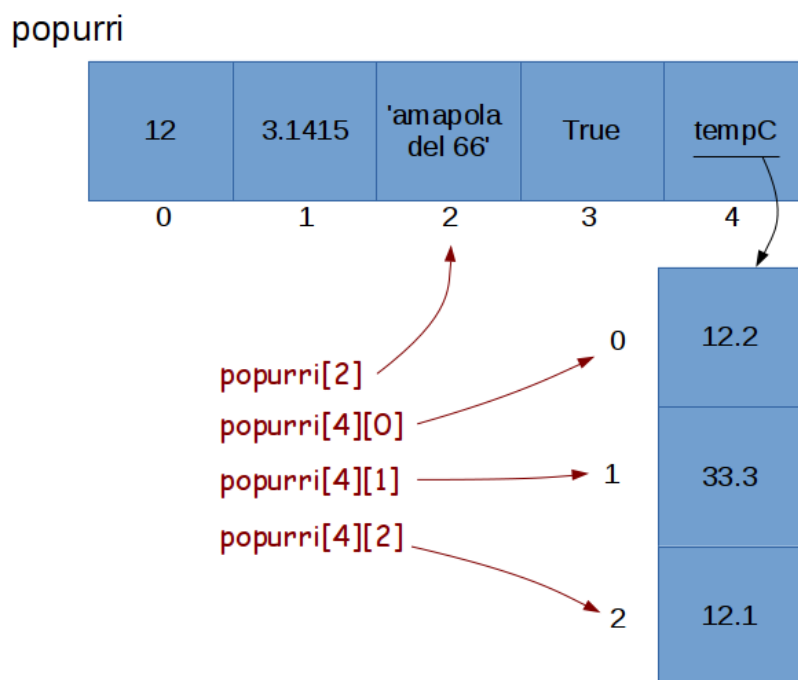 popurri
12 3.1415 'amapola del 66' True tempC
0 1 2 3 4
0 12.2
popurri[2]
popurri[4][0]
popurri[4][1] 1 33.3
popurri[4][2]
2 12.1